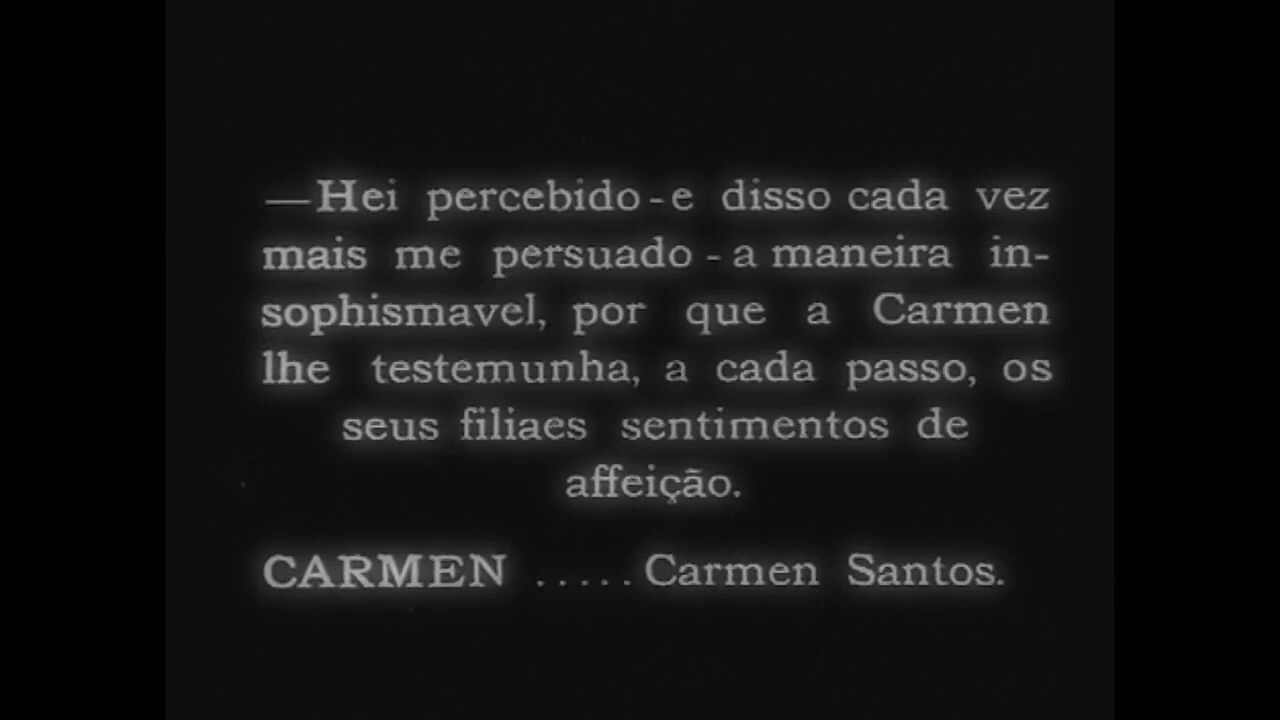 —Hei percebido - e disso cada vez
mais me persuado - a maneira in-
sophismavel, por que a Carmen
lhe testemunha, a cada passo, os
seus filiaes sentimentos de
affeição.
CARMEN ..... Carmen Santos.